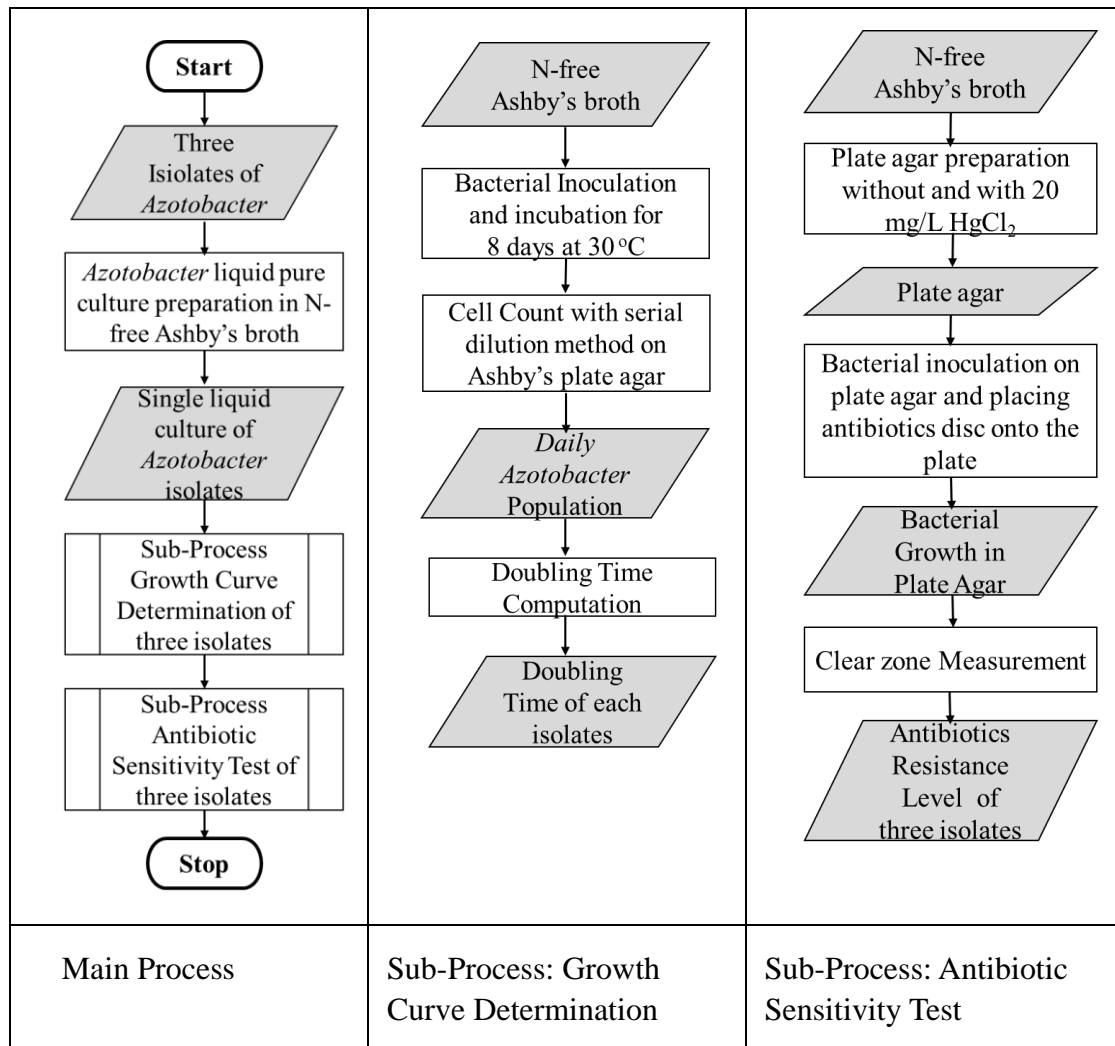 Start
Three
Isiolates of
Azotobacter
Azotobacter liquid pure
culture preparation in N-
free Ashby's broth
Single liquid
culture of
Azotobacter
isolates
Sub-Process
Growth Curve
Determination of
three isolates
Sub-Process
Antibiotic
Sensitivity Test of
three isolates
Stop
Main Process
N-free
Ashby's broth
Bacterial Inoculation
and incubation for
8 days at 30 °C
Cell Count with serial
dilution method on
Ashby's plate agar
Daily
Azotobacter
Population
Doubling Time
Computation
Doubling
Time of each
isolates
Sub-Process: Growth
Curve Determination
N-free
Ashby's broth
Plate agar preparation
without and with 20
mg/L HgCl₂
Plate agar
Bacterial inoculation on
plate agar and placing
antibiotics disc onto the
plate
Bacterial
Growth in
Plate Agar
Clear zone Measurement
Antibiotics
Resistance
Level of
three isolates
Sub-Process: Antibiotic
Sensitivity Test